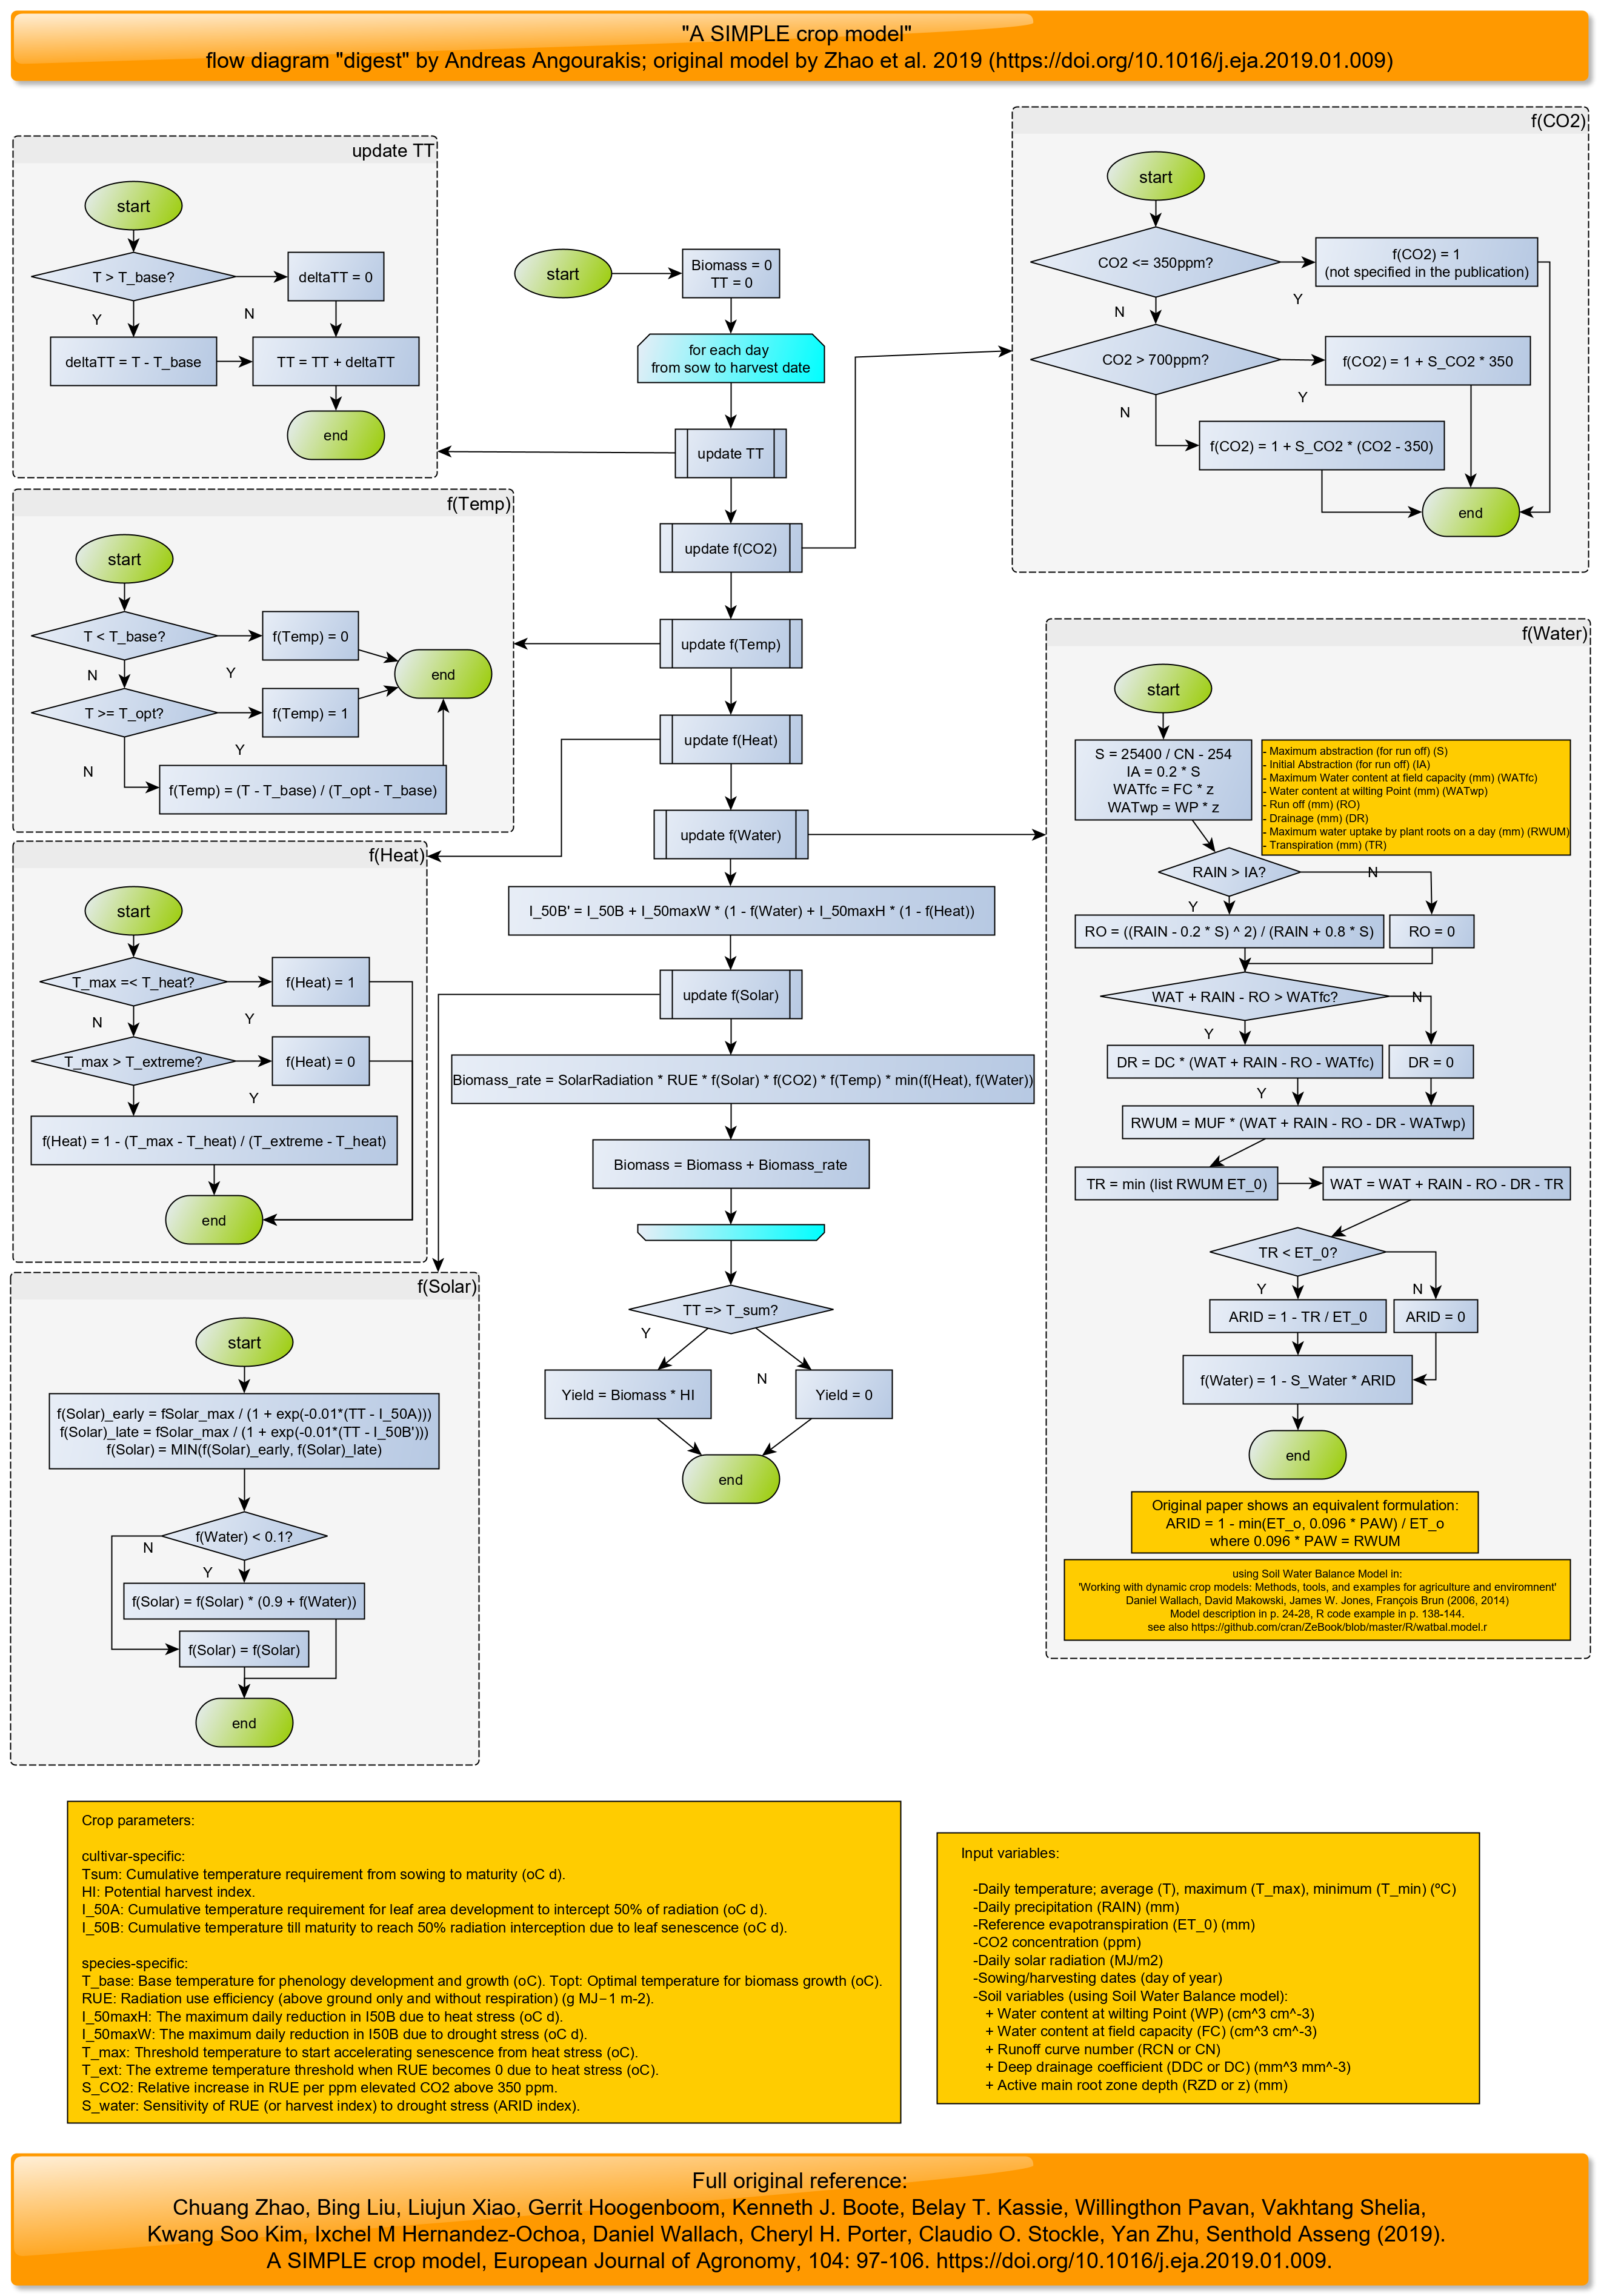 "A SIMPLE crop model"
flow diagram "digest" by Andreas Angourakis; original model by Zhao et al. 2019 (https://doi.org/10.1016/j.eja.2019.01.009)
update TT
start
T > T_base?
deltaTT = 0
Y
N
deltaTT = T - T_base
TT = TT + deltaTT
end
f(Temp)
start
T < T_base?
f(Temp) = 0
N
Y
end
T >= T_opt?
f(Temp) = 1
Y
N
f(Temp) = (T - T_base) / (T_opt - T_base)
f(Heat)
start
T_max =< T_heat?
f(Heat) = 1
N
Y
T_max > T_extreme?
f(Heat) = 0
Y
f(Heat) = 1 - (T_max - T_heat) / (T_extreme - T_heat)
end
f(Solar)
start
f(Solar)_early = fSolar_max / (1 + exp(-0.01*(TT - I_50A)))
f(Solar)_late = fSolar_max / (1 + exp(-0.01*(TT - I_50B')))
f(Solar) = MIN(f(Solar)_early, f(Solar)_late)
f(Water) < 0.1?
N
Y
f(Solar) = f(Solar) * (0.9 + f(Water))
f(Solar) = f(Solar)
end
start
Biomass = 0
TT = 0
for each day
from sow to harvest date
update TT
update f(CO2)
update f(Temp)
update f(Heat)
update f(Water)
I_50B' = I_50B + I_50maxW * (1 - f(Water) + I_50maxH * (1 - f(Heat))
update f(Solar)
Biomass_rate = SolarRadiation * RUE * f(Solar) * f(CO2) * f(Temp) * min(f(Heat), f(Water))
Biomass = Biomass + Biomass_rate
TT => T_sum?
Y
N
Yield = Biomass * HI
Yield = 0
end
f(CO2)
start
CO2 <= 350ppm?
f(CO2) = 1
(not specified in the publication)
Y
N
CO2 > 700ppm?
f(CO2) = 1 + S_CO2 * 350
Y
N
f(CO2) = 1 + S_CO2 * (CO2 - 350)
end
f(Water)
start
S = 25400 / CN - 254
IA = 0.2 * S
WATfc = FC * z
WATwp = WP * z
- Maximum abstraction (for run off) (S)
- Initial Abstraction (for run off) (IA)
- Maximum Water content at field capacity (mm) (WATfc)
- Water content at wilting Point (mm) (WATwp)
- Run off (mm) (RO)
- Drainage (mm) (DR)
- Maximum water uptake by plant roots on a day (mm) (RWUM)
- Transpiration (mm) (TR)
RAIN > IA?
N
Y
RO = ((RAIN - 0.2 * S) ^ 2) / (RAIN + 0.8 * S)
RO = 0
WAT + RAIN - RO > WATfc?
N
Y
DR = DC * (WAT + RAIN - RO - WATfc)
DR = 0
Y
RWUM = MUF * (WAT + RAIN - RO - DR - WATwp)
TR = min (list RWUM ET_0)
WAT = WAT + RAIN - RO - DR - TR
TR < ET_0?
Y
N
ARID = 1 - TR / ET_0
ARID = 0
f(Water) = 1 - S_Water * ARID
end
Original paper shows an equivalent formulation:
ARID = 1 - min(ET_o, 0.096 * PAW) / ET_o
where 0.096 * PAW = RWUM
using Soil Water Balance Model in:
'Working with dynamic crop models: Methods, tools, and examples for agriculture and enviromnent'
Daniel Wallach, David Makowski, James W. Jones, François Brun (2006, 2014)
Model description in p. 24-28, R code example in p. 138-144.
see also https://github.com/cran/ZeBook/blob/master/R/watbal.model.r
Crop parameters:
cultivar-specific:
Tsum: Cumulative temperature requirement from sowing to maturity (oC d).
HI: Potential harvest index.
I_50A: Cumulative temperature requirement for leaf area development to intercept 50% of radiation (oC d).
I_50B: Cumulative temperature till maturity to reach 50% radiation interception due to leaf senescence (oC d).
species-specific:
T_base: Base temperature for phenology development and growth (oC). Topt: Optimal temperature for biomass growth (oC).
RUE: Radiation use efficiency (above ground only and without respiration) (g MJ−1 m-2).
I_50maxH: The maximum daily reduction in I50B due to heat stress (oC d).
I_50maxW: The maximum daily reduction in I50B due to drought stress (oC d).
T_max: Threshold temperature to start accelerating senescence from heat stress (oC).
T_ext: The extreme temperature threshold when RUE becomes 0 due to heat stress (oC).
S_CO2: Relative increase in RUE per ppm elevated CO2 above 350 ppm.
S_water: Sensitivity of RUE (or harvest index) to drought stress (ARID index).
Input variables:
-Daily temperature; average (T), maximum (T_max), minimum (T_min) (ºC)
-Daily precipitation (RAIN) (mm)
-Reference evapotranspiration (ET_0) (mm)
-CO2 concentration (ppm)
-Daily solar radiation (MJ/m2)
-Sowing/harvesting dates (day of year)
-Soil variables (using Soil Water Balance model):
+ Water content at wilting Point (WP) (cm^3 cm^-3)
+ Water content at field capacity (FC) (cm^3 cm^-3)
+ Runoff curve number (RCN or CN)
+ Deep drainage coefficient (DDC or DC) (mm^3 mm^-3)
+ Active main root zone depth (RZD or z) (mm)
Full original reference:
Chuang Zhao, Bing Liu, Liujun Xiao, Gerrit Hoogenboom, Kenneth J. Boote, Belay T. Kassie, Willingthon Pavan, Vakhtang Shelia,
Kwang Soo Kim, Ixchel M Hernandez-Ochoa, Daniel Wallach, Cheryl H. Porter, Claudio O. Stockle, Yan Zhu, Senthold Asseng (2019).
A SIMPLE crop model, European Journal of Agronomy, 104: 97-106. https://doi.org/10.1016/j.eja.2019.01.009.